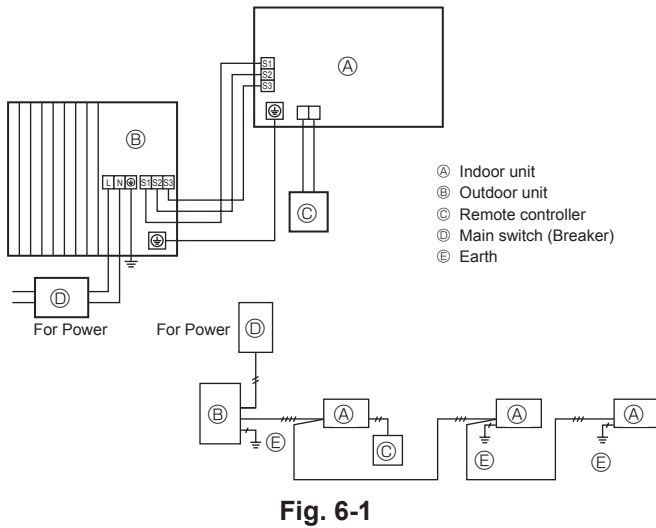 S1
S2
S3
Ⓐ
Ⓑ
L N S1 S2 S3
Ⓒ
Ⓓ
For Power
Ⓐ Indoor unit
Ⓑ Outdoor unit
Ⓒ Remote controller
Ⓓ Main switch (Breaker)
Ⓔ Earth
For Power Ⓓ
Ⓑ Ⓔ Ⓐ Ⓒ Ⓔ Ⓐ Ⓔ Ⓐ
Fig. 6-1